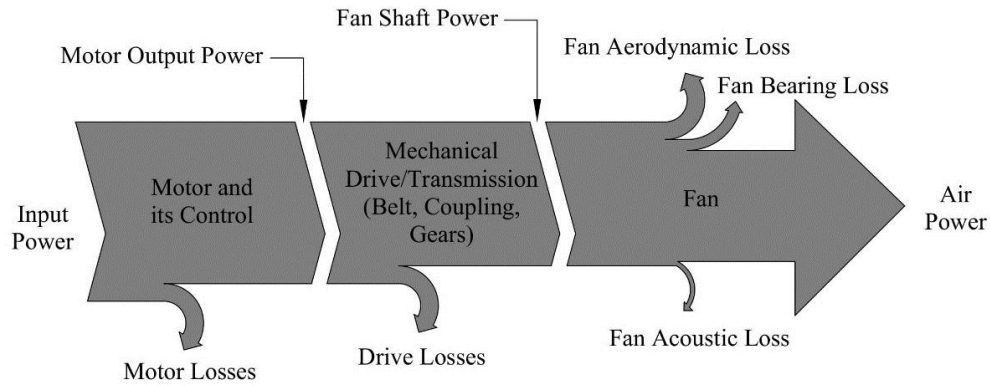 Fan Shaft Power
Motor Output Power
Fan Aerodynamic Loss
Fan Bearing Loss
Input
Power
Motor and
its Control
Mechanical
Drive/Transmission
(Belt, Coupling,
Gears)
Fan
Air
Power
Motor Losses
Drive Losses
Fan Acoustic Loss